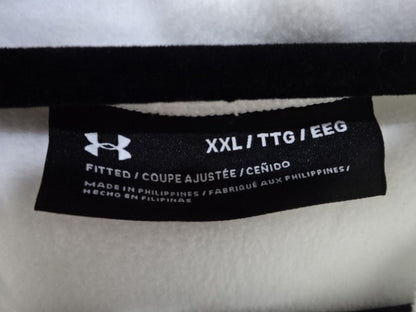 XXL / TTG / EEG
FITTED / COUPE AJUSTÉE / CEÑIDO
MADE IN PHILIPPINES / FABRIQUÉ AUX PHILIPPINES /
HECHO EN FILIPINAS